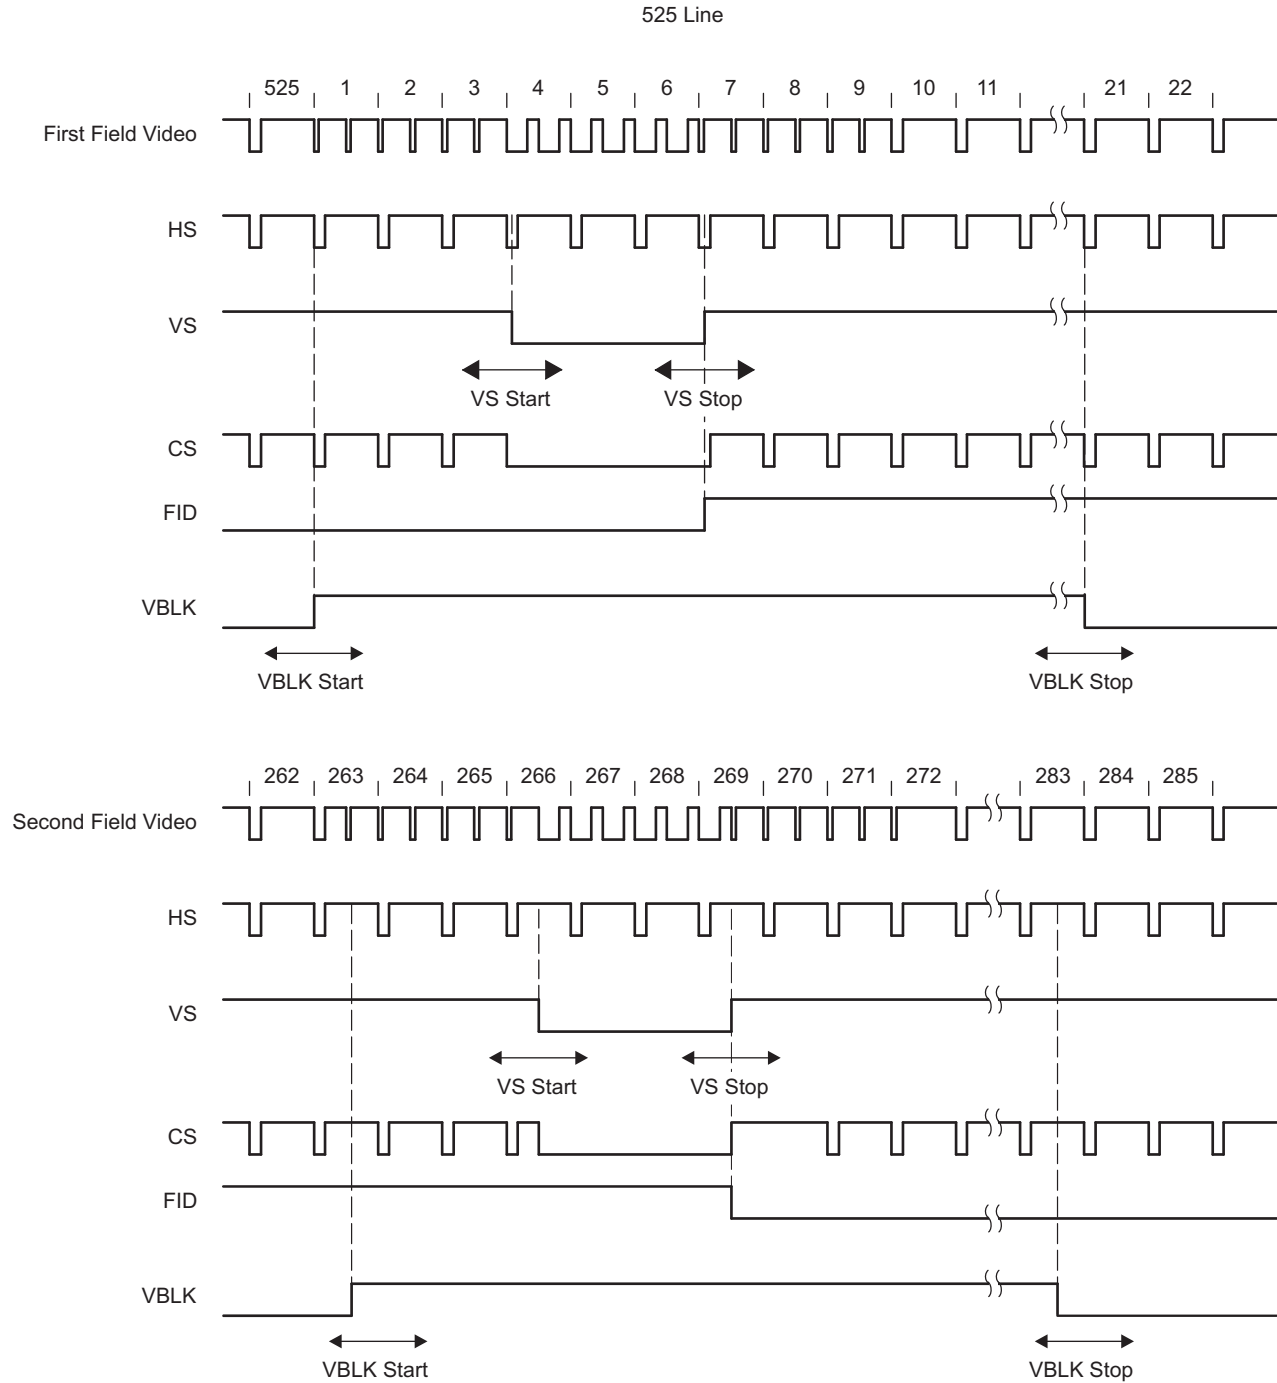 525 Line
525 1 2 3 4 5 6 7 8 9 10 11 21 22
First Field Video
HS
VS
VS Start VS Stop
CS
FID
VBLK
VBLK Start VBLK Stop
262 263 264 265 266 267 268 269 270 271 272 283 284 285
Second Field Video
HS
VS
VS Start VS Stop
CS
FID
VBLK
VBLK Start VBLK Stop